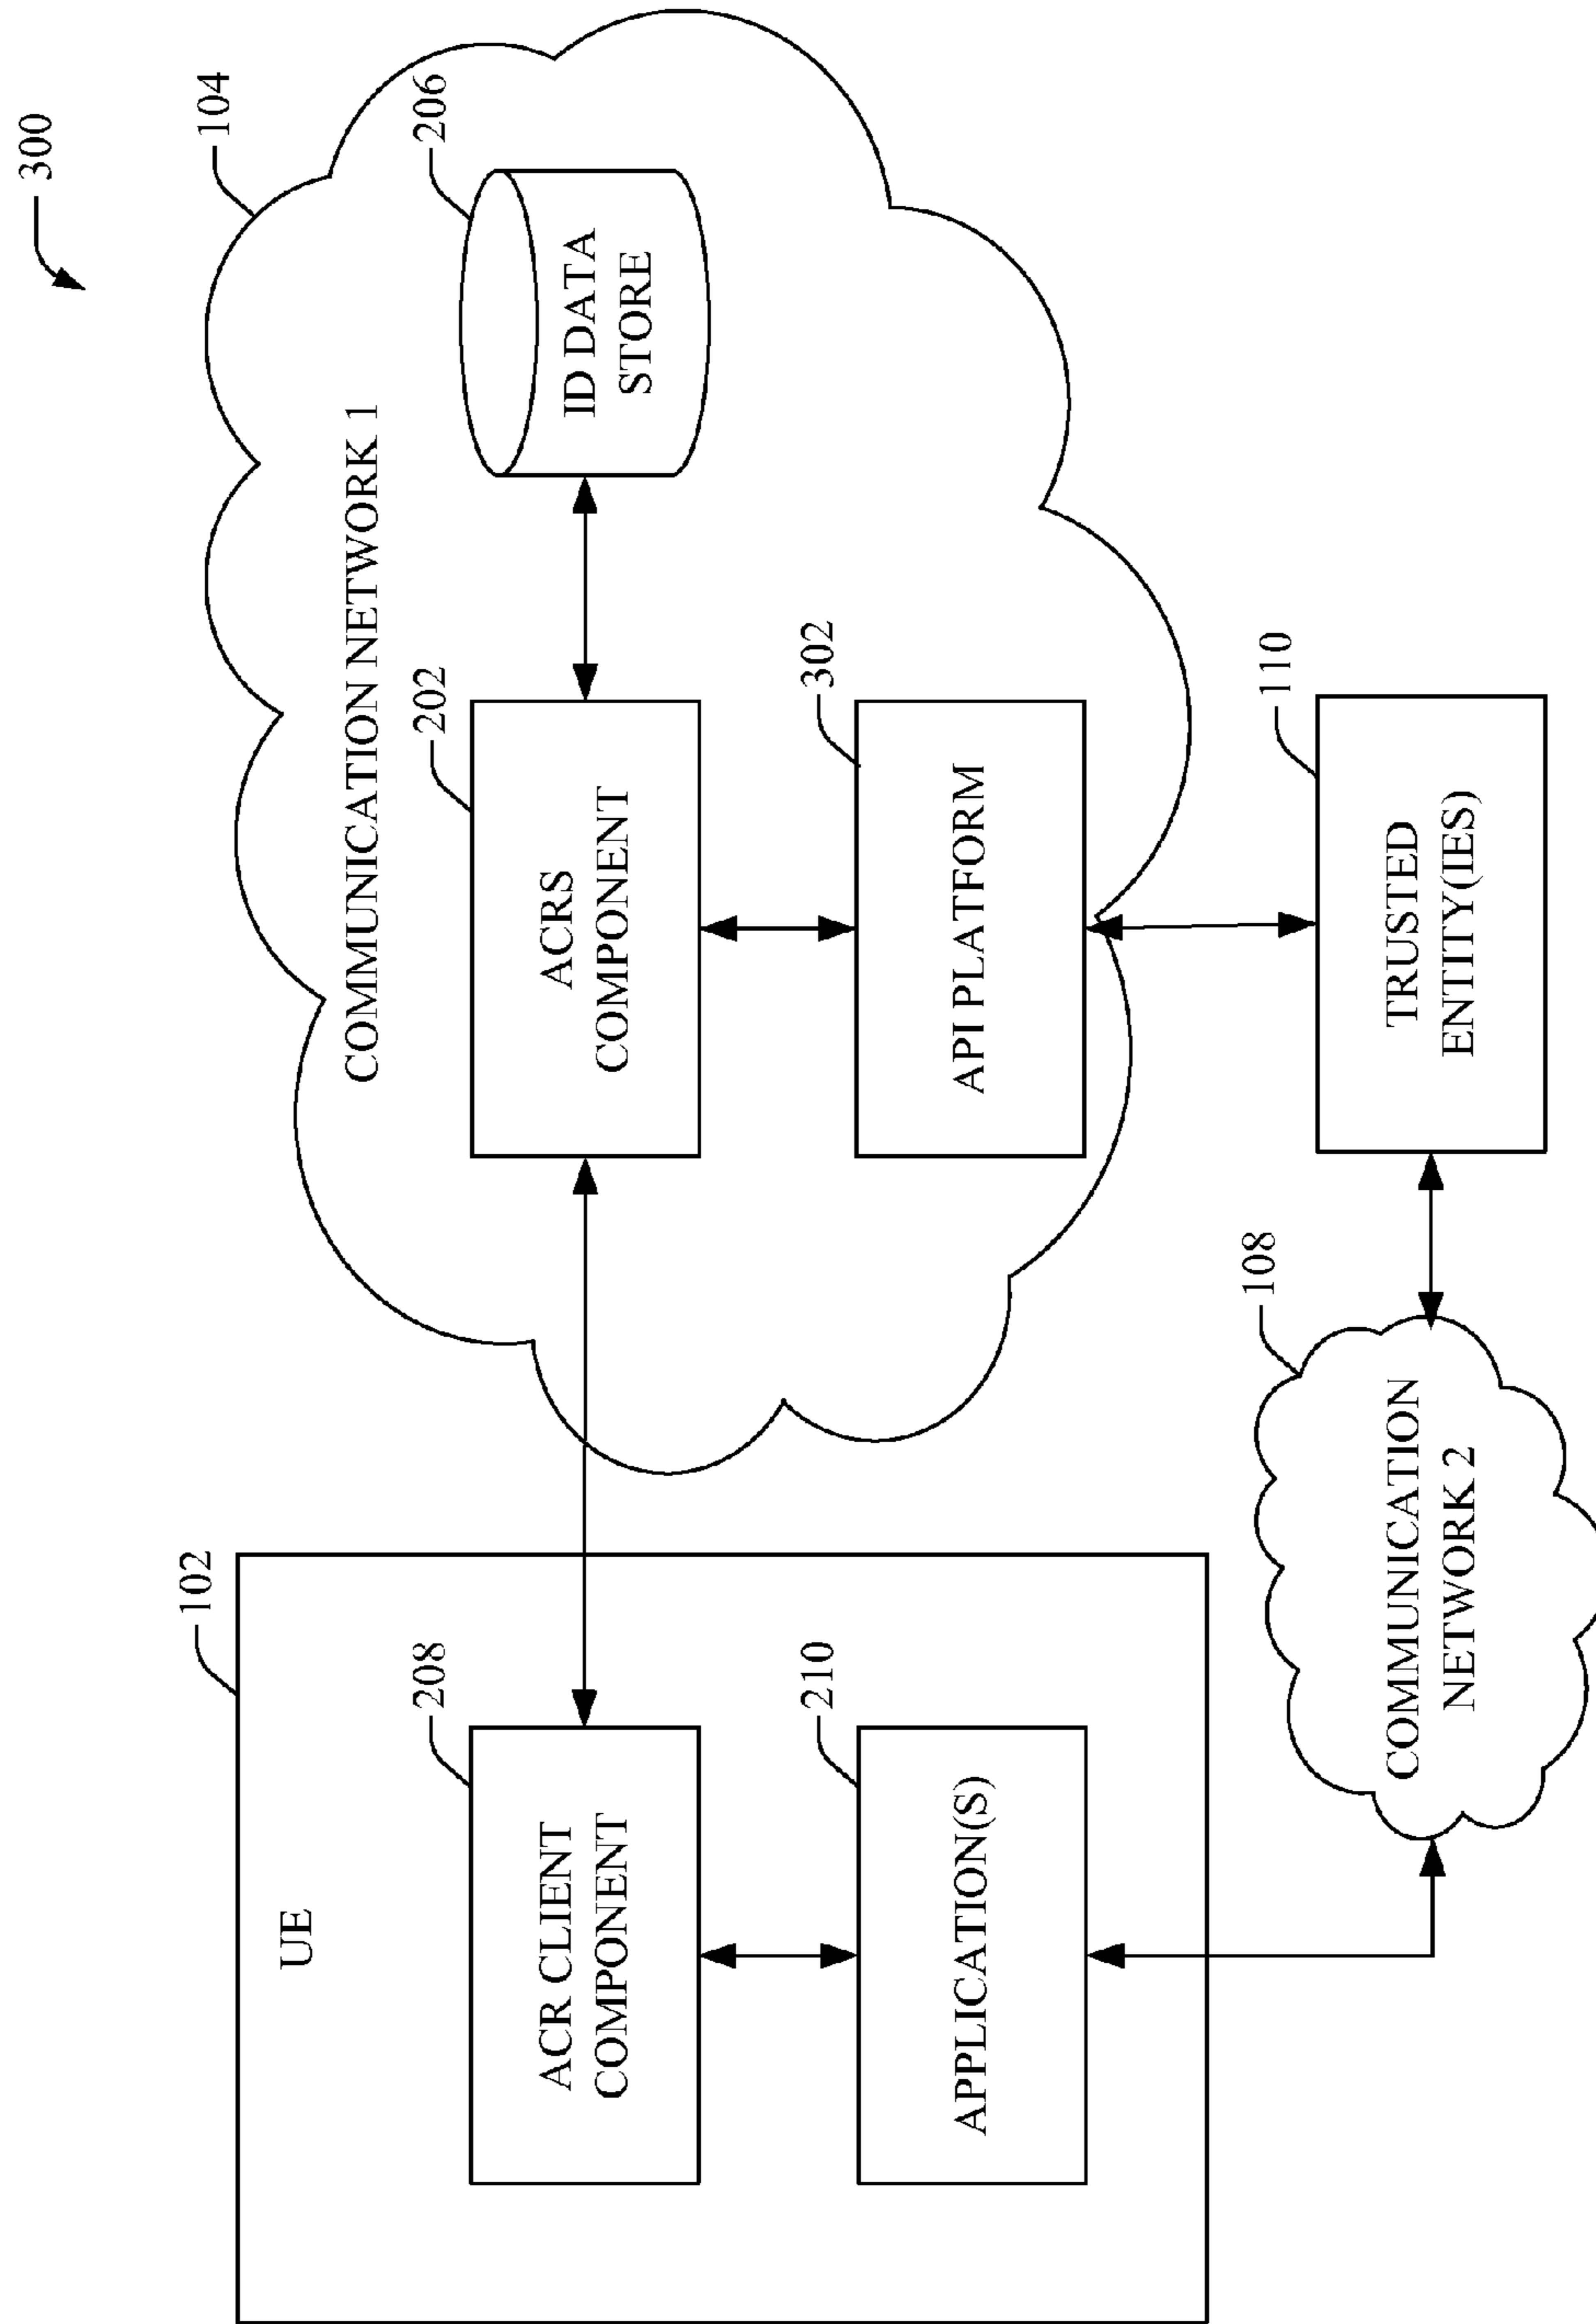 300
104
COMMUNICATION NETWORK 1
206
ID DATA
STORE
202
ACRS
COMPONENT
302
API PLATFORM
102
UE
208
ACR CLIENT
COMPONENT
210
APPLICATION(S)
108
COMMUNICATION
NETWORK 2
110
TRUSTED
ENTITY(IES)